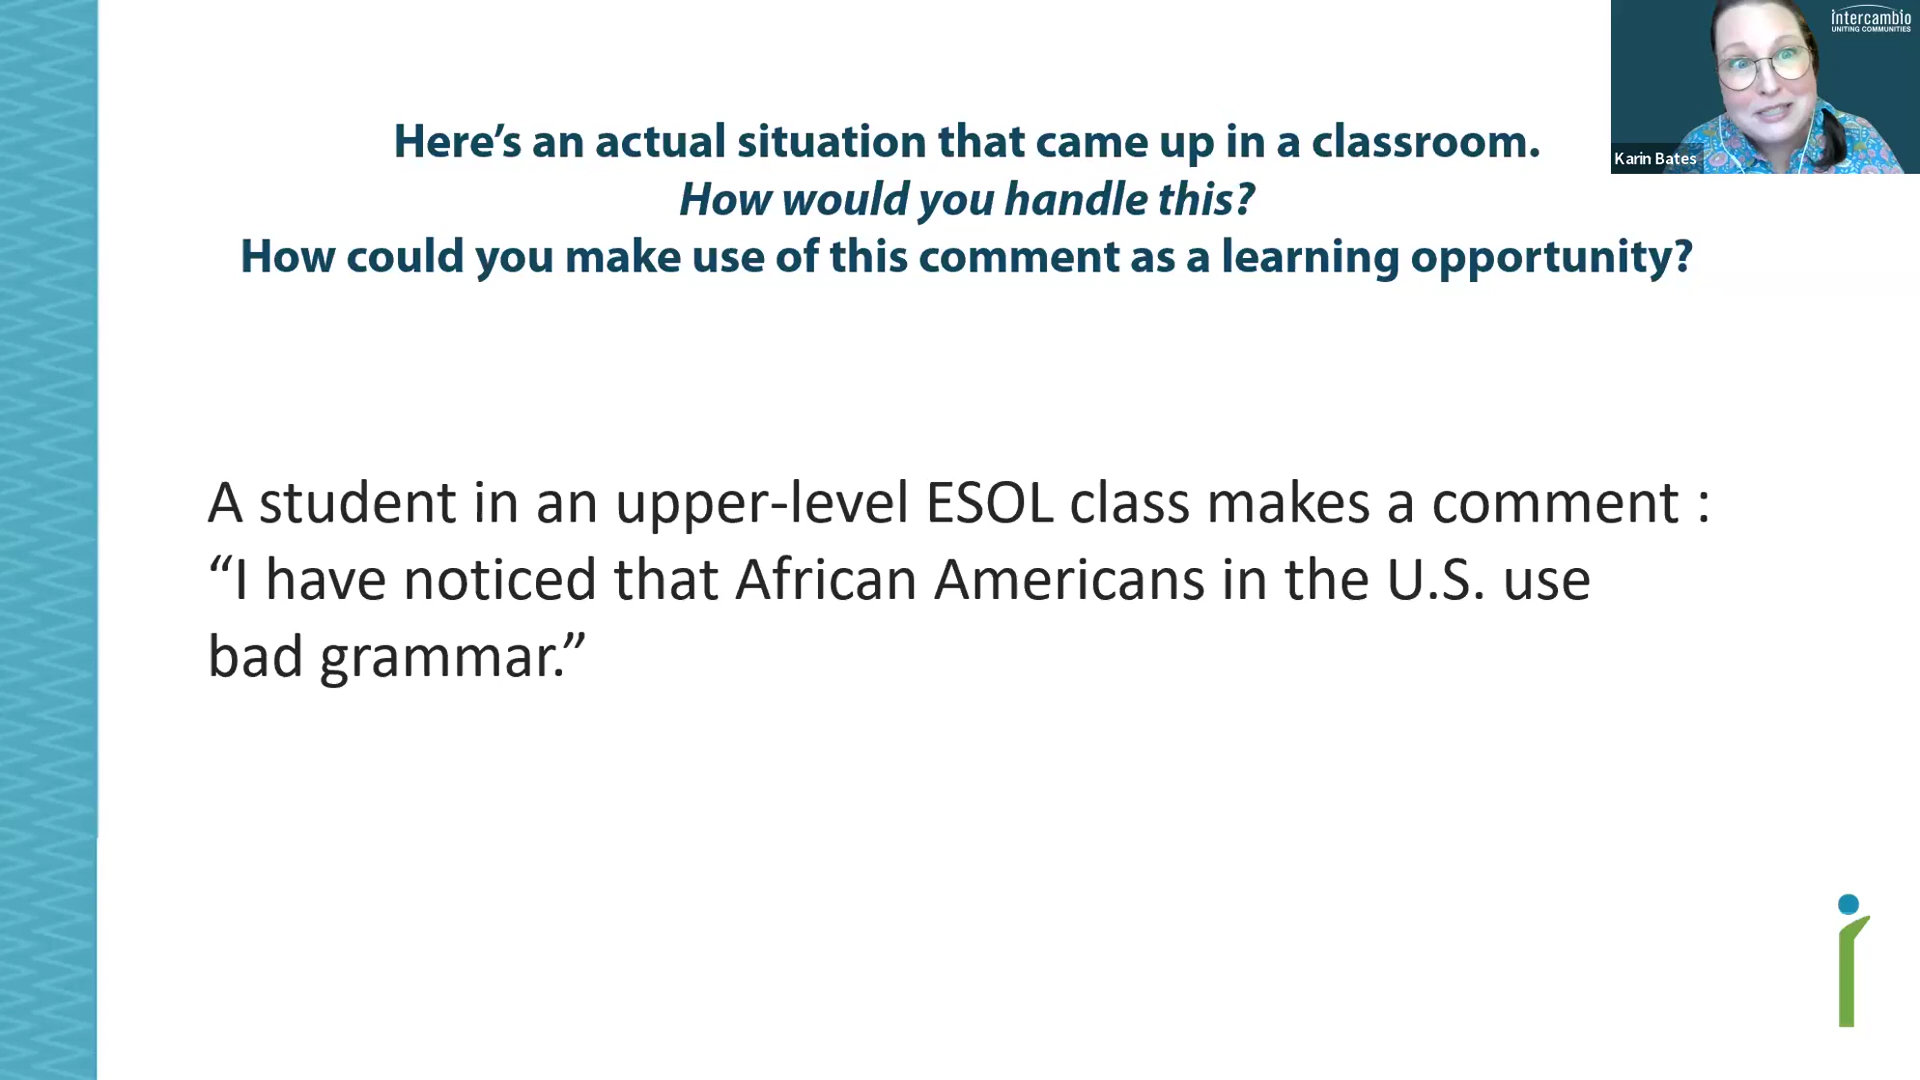 intercambio
UNITING COMMUNITIES
Karin Bates
Here’s an actual situation that came up in a classroom.
How would you handle this?
How could you make use of this comment as a learning opportunity?
A student in an upper-level ESOL class makes a comment :
“I have noticed that African Americans in the U.S. use
bad grammar.”